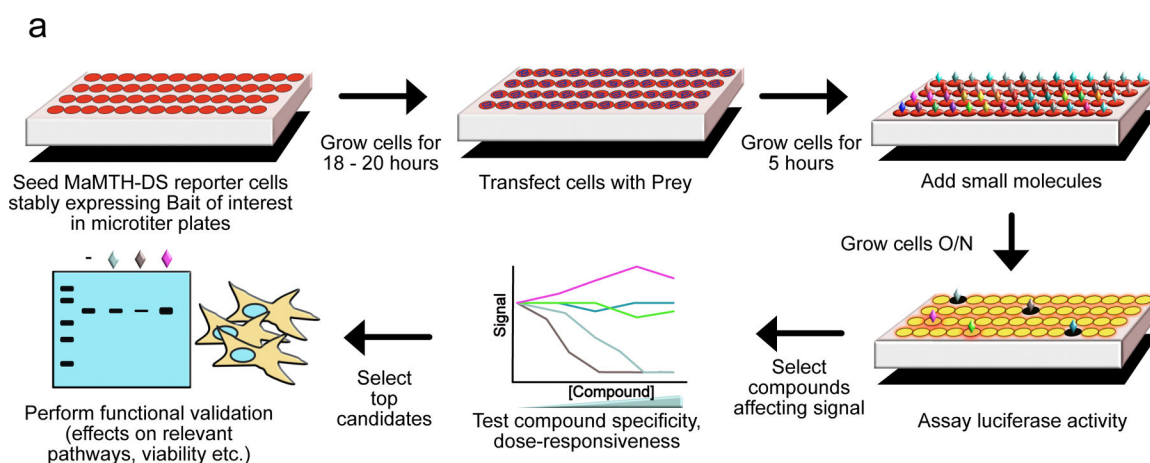 a
Grow cells for
18 - 20 hours
Grow cells for
5 hours
Seed MaMTH-DS reporter cells
stably expressing Bait of interest
in microtiter plates
Transfect cells with Prey
Add small molecules
Grow cells O/N
Assay luciferase activity
Select
compounds
affecting signal
Signal
[Compound]
Test compound specificity,
dose-responsiveness
Select
top
candidates
-
Perform functional validation
(effects on relevant
pathways, viability etc.)